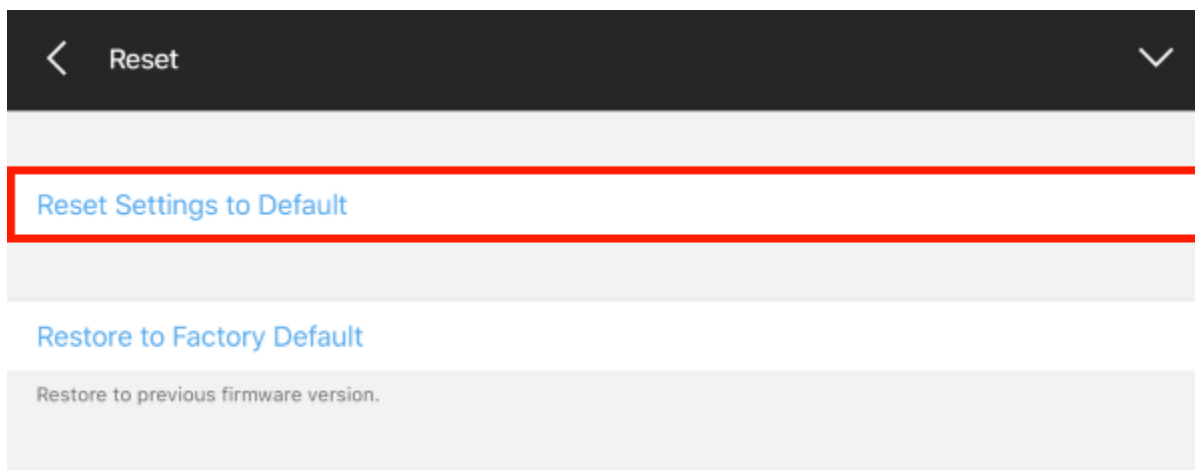 Reset
Reset Settings to Default
Restore to Factory Default
Restore to previous firmware version.